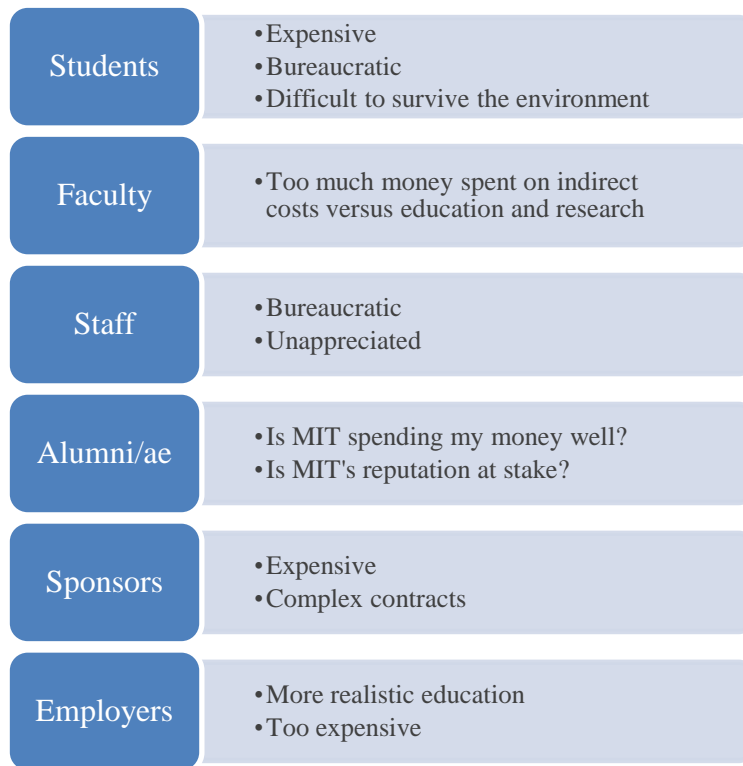 Students
•Expensive
•Bureaucratic
•Difficult to survive the environment
Faculty
•Too much money spent on indirect
costs versus education and research
Staff
•Bureaucratic
•Unappreciated
Alumni/ae
•Is MIT spending my money well?
•Is MIT's reputation at stake?
Sponsors
•Expensive
•Complex contracts
Employers
•More realistic education
•Too expensive